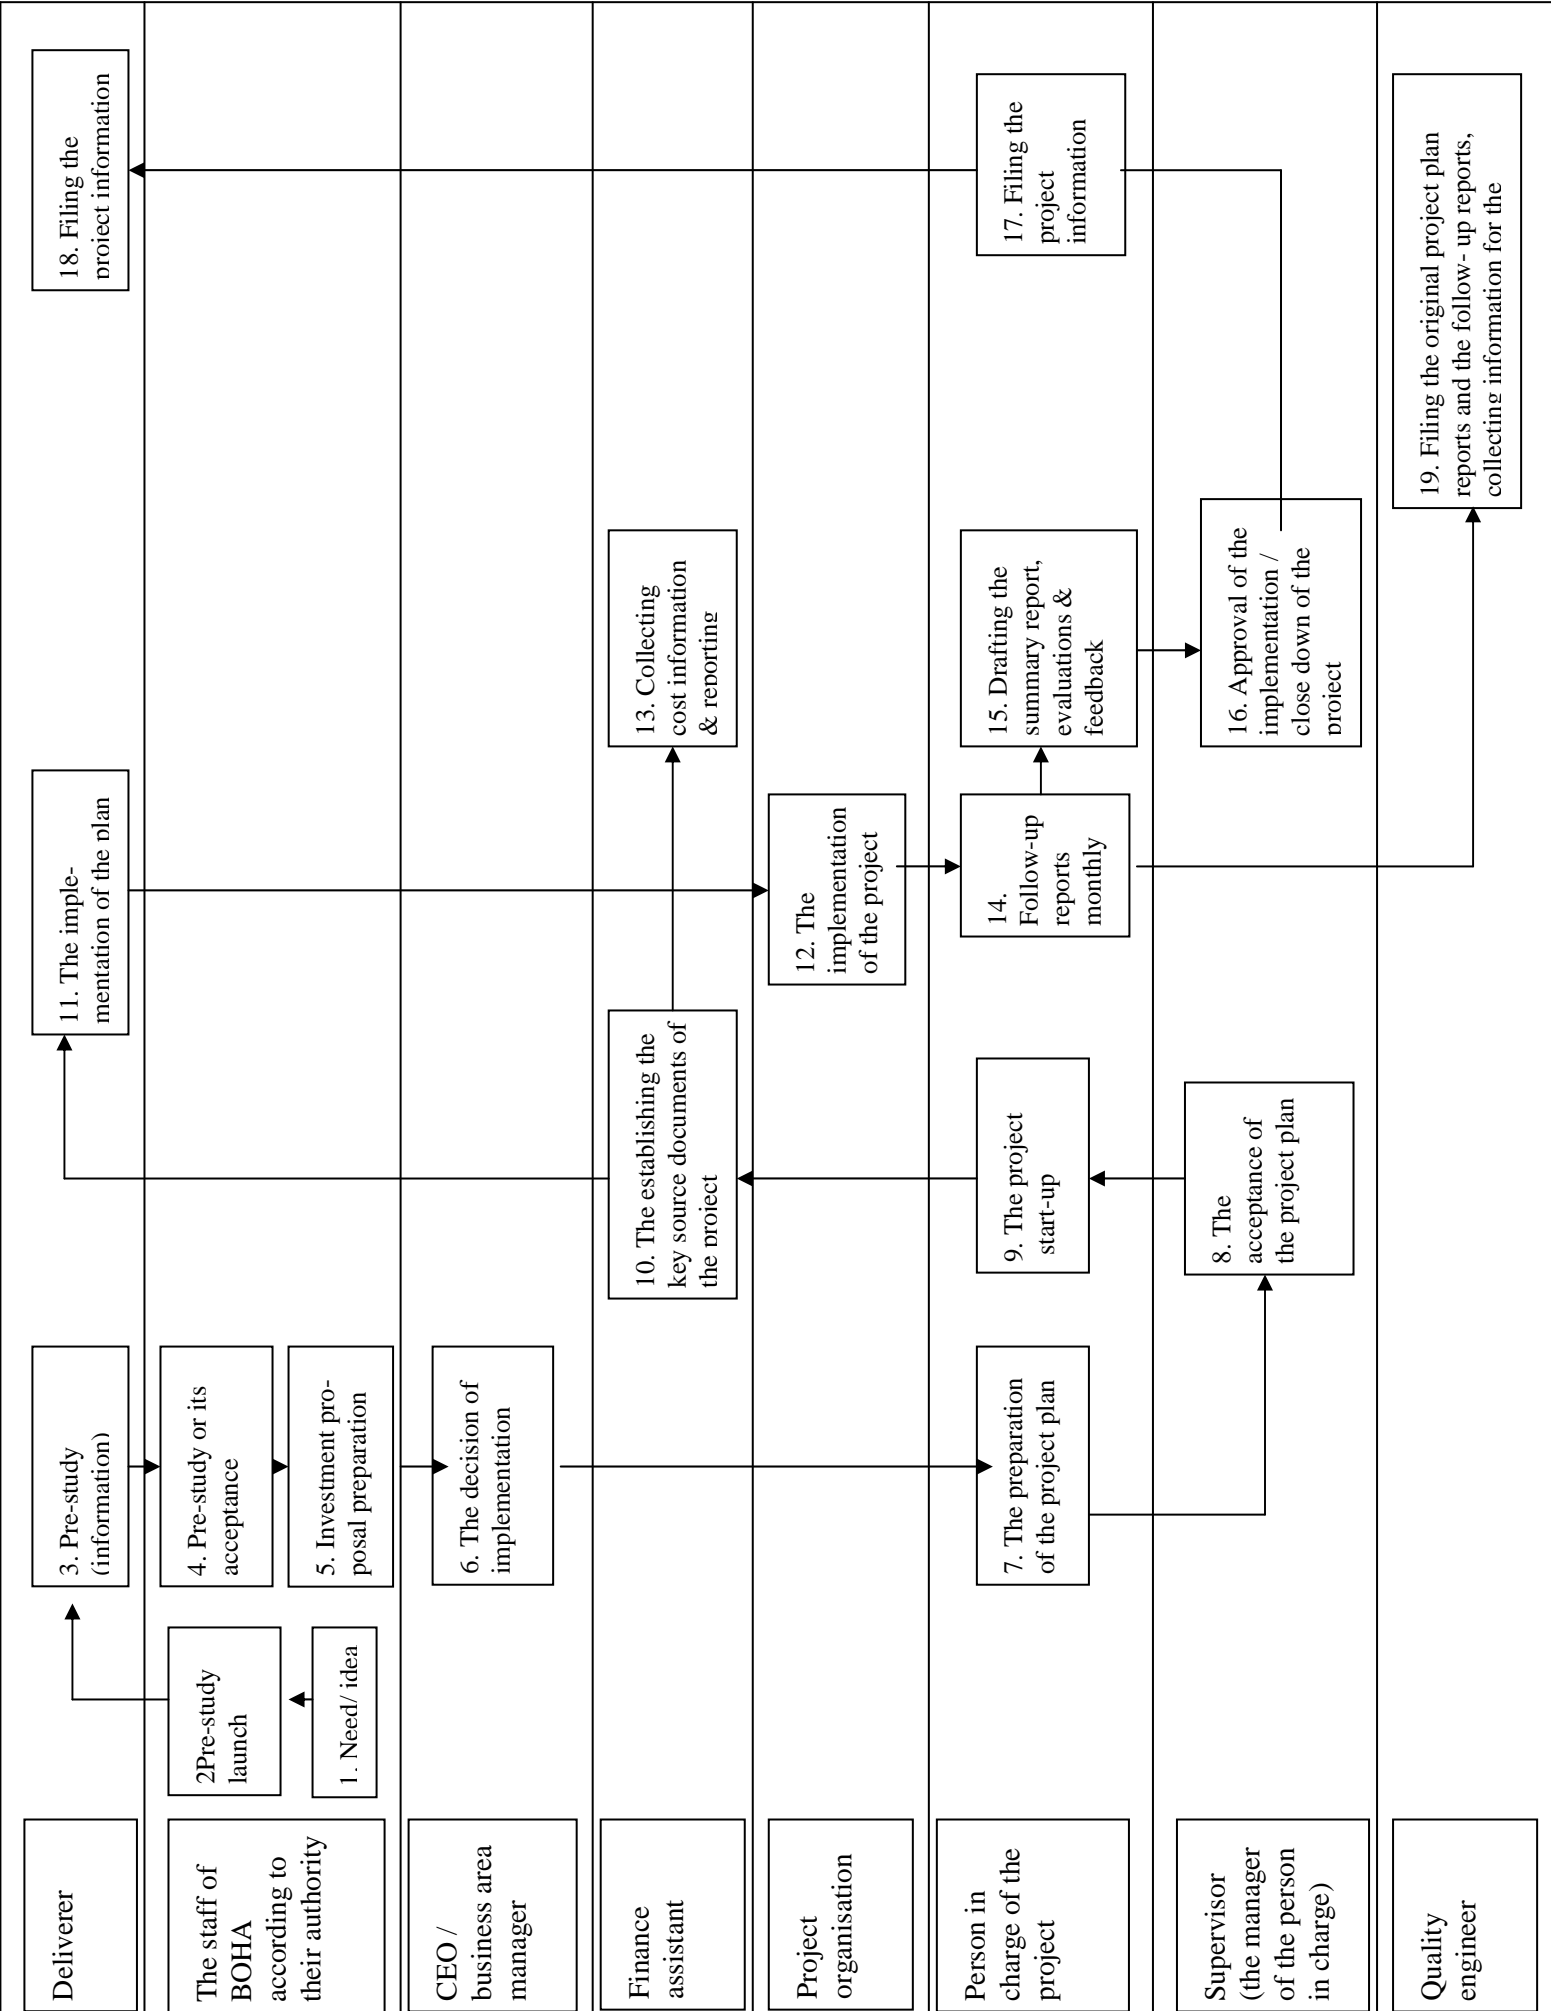 Deliverer
3. Pre-study
(information)
11. The imple-
mentation of the plan
18. Filing the
project information
The staff of
BOHA
according to
their authority
2Pre-study
launch
1. Need/ idea
4. Pre-study or its
acceptance
5. Investment pro-
posal preparation
CEO /
business area
manager
6. The decision of
implementation
Finance
assistant
10. The establishing the
key source documents of
the project
13. Collecting
cost information
& reporting
Project
organisation
12. The
implementation
of the project
Person in
charge of the
project
7. The preparation
of the project plan
9. The project
start-up
14.
Follow-up
reports
monthly
15. Drafting the
summary report,
evaluations &
feedback
17. Filing the
project
information
Supervisor
(the manager
of the person
in charge)
8. The
acceptance of
the project plan
16. Approval of the
implementation /
close down of the
project
Quality
engineer
19. Filing the original project plan
reports and the follow- up reports,
collecting information for the